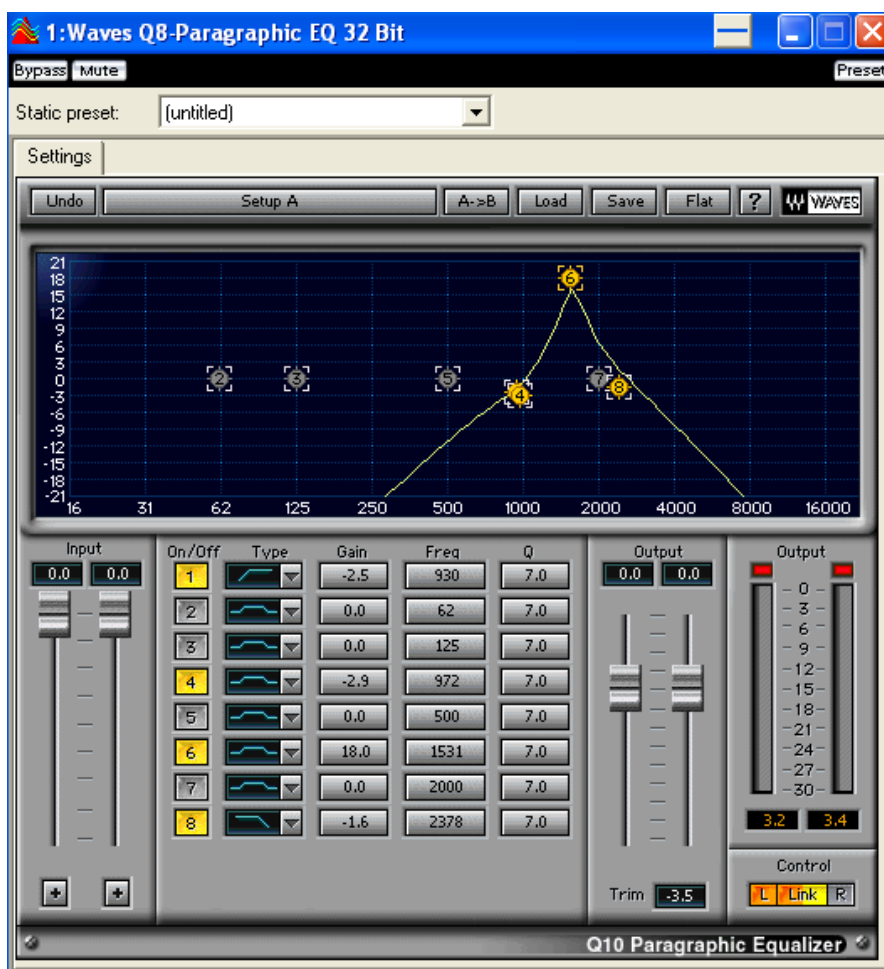 1:Waves Q8-Paragraphic EQ 32 Bit
Bypass Mute Preset
Static preset: (untitled)
Settings
Undo Setup A A->B Load Save Flat ? WAVES
21
18
15
12
9
6
3
0
-3
-6
-9
-12
-15
-18
-21
6
2 3 5 7 8
4
16 31 62 125 250 500 1000 2000 4000 8000 16000
Input
0.0 0.0
On/Off Type Gain Freq Q
1 -2.5 930 7.0
2 0.0 62 7.0
3 0.0 125 7.0
4 -2.9 972 7.0
5 0.0 500 7.0
6 18.0 1531 7.0
7 0.0 2000 7.0
8 -1.6 2378 7.0
Output
0.0 0.0
Trim -3.5
Output
0
3
6
9
12
15
18
21
24
27
30
3.2 3.4
Control
L Link R
Q10 Paragraphic Equalizer